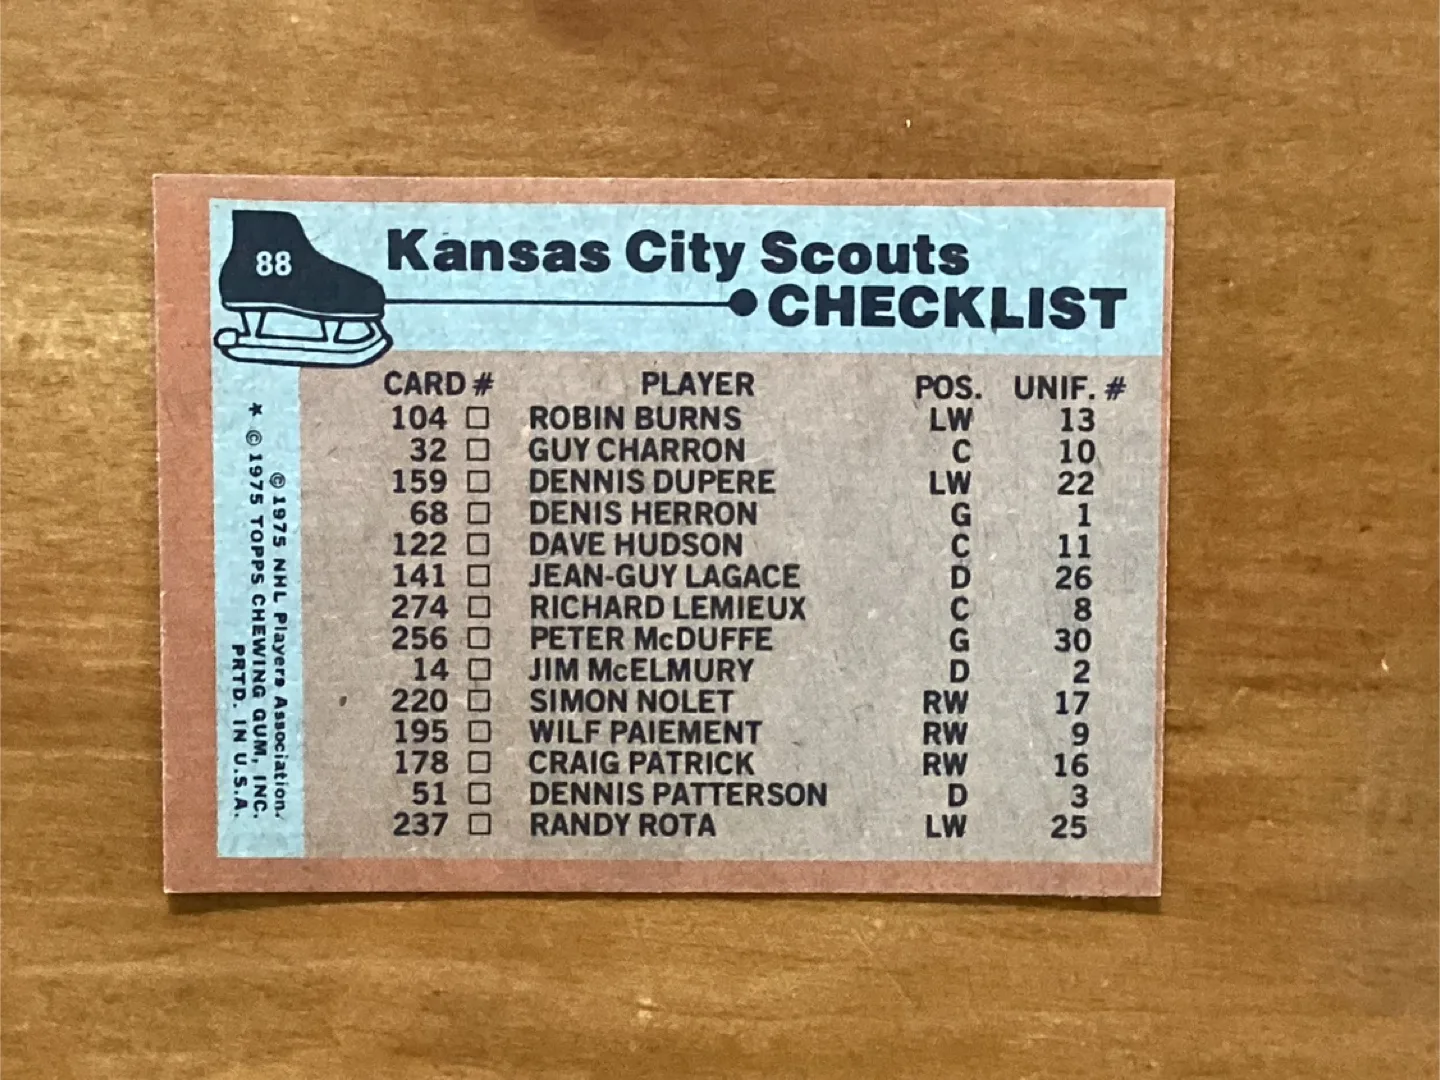 88
Kansas City Scouts
CHECKLIST
CARD # PLAYER POS. UNIF. #
104 □ ROBIN BURNS LW 13
32 □ GUY CHARRON C 10
159 □ DENNIS DUPERE LW 22
68 □ DENIS HERRON G 1
122 □ DAVE HUDSON C 11
141 □ JEAN-GUY LAGACE D 26
274 □ RICHARD LEMIEUX C 8
256 □ PETER McDUFFE G 30
14 □ JIM McELMURY D 2
220 □ SIMON NOLET RW 17
195 □ WILF PAIEMENT RW 9
178 □ CRAIG PATRICK RW 16
51 □ DENNIS PATTERSON D 3
237 □ RANDY ROTA LW 25
© 1975 NHL Players Association.
★ © 1975 TOPPS CHEWING GUM, INC.
PRTD. IN U.S.A.